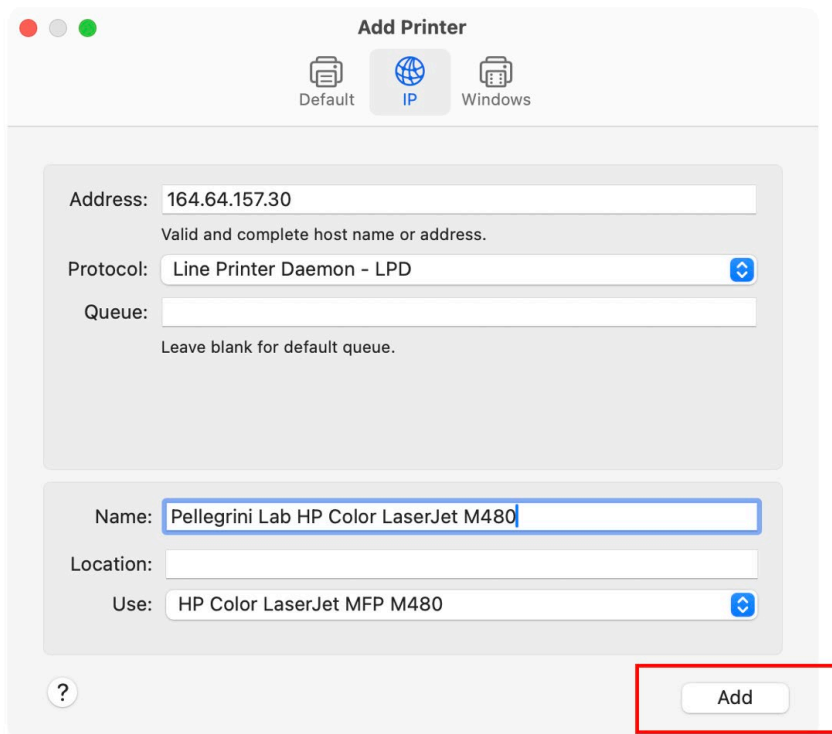 Add Printer
Default IP Windows
Address: 164.64.157.30
Valid and complete host name or address.
Protocol: Line Printer Daemon - LPD
Queue:
Leave blank for default queue.
Name: Pellegrini Lab HP Color LaserJet M480
Location:
Use: HP Color LaserJet MFP M480
? Add